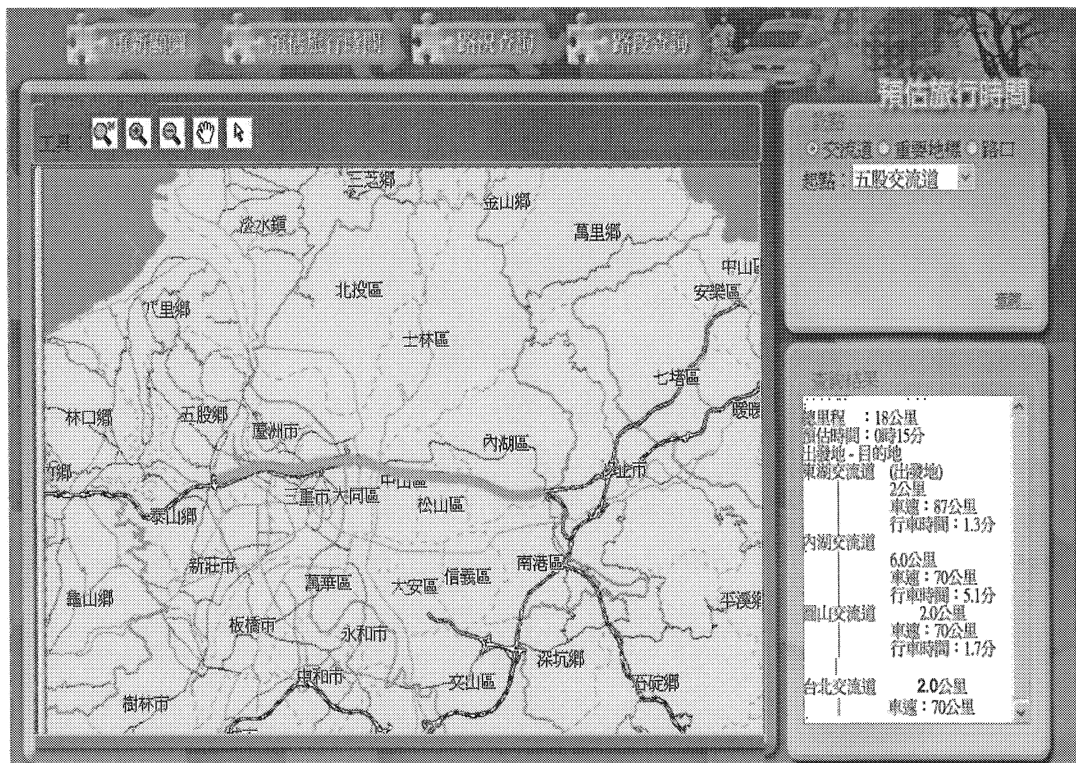 重新顯圖 預估旅行時間 路況查詢 路段查詢
預估旅行時間
工具：
交流道 重要地標 路口
起點：五股交流道
三芝鄉
金山鄉
淡水鎮
萬里鄉
中山區
安樂區
北投區
八里鄉
士林區
七堵區
暖暖
林口鄉
五股鄉
蘆洲市
內湖區
汐止市
中山區
三重市
大同區
松山區
泰山鄉
南港區
新莊市
萬華區
大安區
信義區
龜山鄉
平溪鄉
板橋市
永和市
深坑鄉
中和市
文山區
石碇鄉
樹林市
查詢結果
總里程 ：18公里
預估時間：0時15分
出發地 - 目的地
東湖交流道 (出發地)
2公里
車速：87公里
行車時間：1.3分
內湖交流道
6.0公里
車速：70公里
行車時間：5.1分
圓山交流道 2.0公里
車速：70公里
行車時間：1.7分
台北交流道 2.0公里
車速：70公里